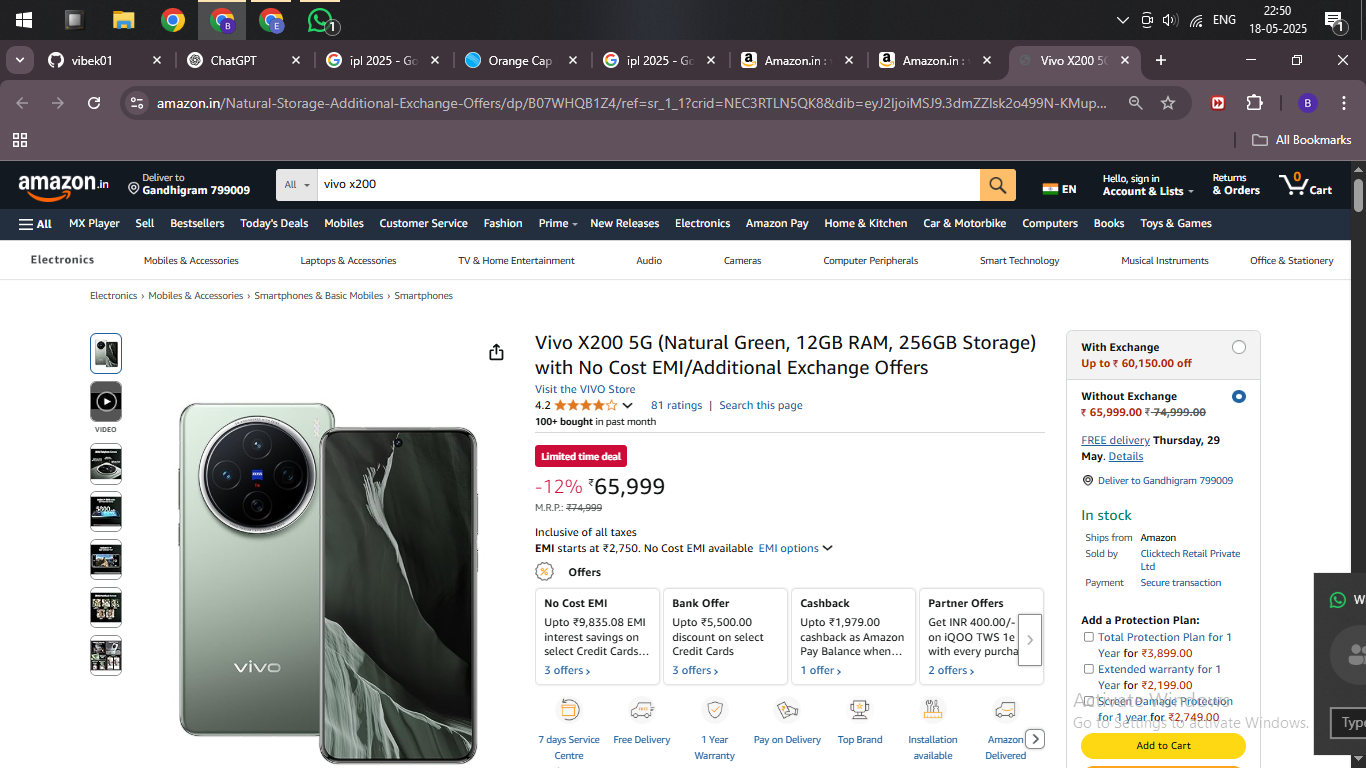 22:50
ENG
18-05-2025
1
1
vibek01
ChatGPT
ipl 2025 - Go
Orange Cap
ipl 2025 - Go
Amazon.in :
Amazon.in :
Vivo X200 5G
amazon.in/Natural-Storage-Additional-Exchange-Offers/dp/B07WHQB1Z4/ref=sr_1_1?crid=NEC3RTLN5QK8&dib=eyJ2IjoiMSJ9.3dmZZlsk2o499N-KMup...
B
All Bookmarks
amazon.in
Deliver to
Gandhigram 799009
All
vivo x200
EN
Hello, sign in
Account & Lists
Returns
& Orders
0
Cart
All
MX Player
Sell
Bestsellers
Today's Deals
Mobiles
Customer Service
Fashion
Prime
New Releases
Electronics
Amazon Pay
Home & Kitchen
Car & Motorbike
Computers
Books
Toys & Games
Electronics
Mobiles & Accessories
Laptops & Accessories
TV & Home Entertainment
Audio
Cameras
Computer Peripherals
Smart Technology
Musical Instruments
Office & Stationery
Electronics › Mobiles & Accessories › Smartphones & Basic Mobiles › Smartphones
VIDEO
vivo
Vivo X200 5G (Natural Green, 12GB RAM, 256GB Storage)
with No Cost EMI/Additional Exchange Offers
Visit the VIVO Store
4.2
81 ratings | Search this page
100+ bought in past month
Limited time deal
-12% ₹65,999
M.R.P.: ₹74,999
Inclusive of all taxes
EMI starts at ₹2,750. No Cost EMI available EMI options
Offers
No Cost EMI
Upto ₹9,835.08 EMI
interest savings on
select Credit Cards…
3 offers ›
Bank Offer
Upto ₹5,500.00
discount on select
Credit Cards
3 offers ›
Cashback
Upto ₹1,979.00
cashback as Amazon
Pay Balance when…
1 offer ›
Partner Offers
Get INR 400.00/-
on iQOO TWS 1e
with every purcha
2 offers ›
7 days Service
Centre
Free Delivery
1 Year
Warranty
Pay on Delivery
Top Brand
Installation
available
Amazon
Delivered
With Exchange
Up to ₹ 60,150.00 off
Without Exchange
₹ 65,999.00 ₹ 74,999.00
FREE delivery Thursday, 29
May. Details
Deliver to Gandhigram 799009
In stock
Ships from Amazon
Sold by Clicktech Retail Private
Ltd
Payment Secure transaction
Add a Protection Plan:
Total Protection Plan for 1
Year for ₹3,899.00
Extended warranty for 1
Year for ₹2,199.00
Screen Damage Protection
for 1 year for ₹2,749.00
Add to Cart
Activate Windows
Go to Settings to activate Windows.
W
Type